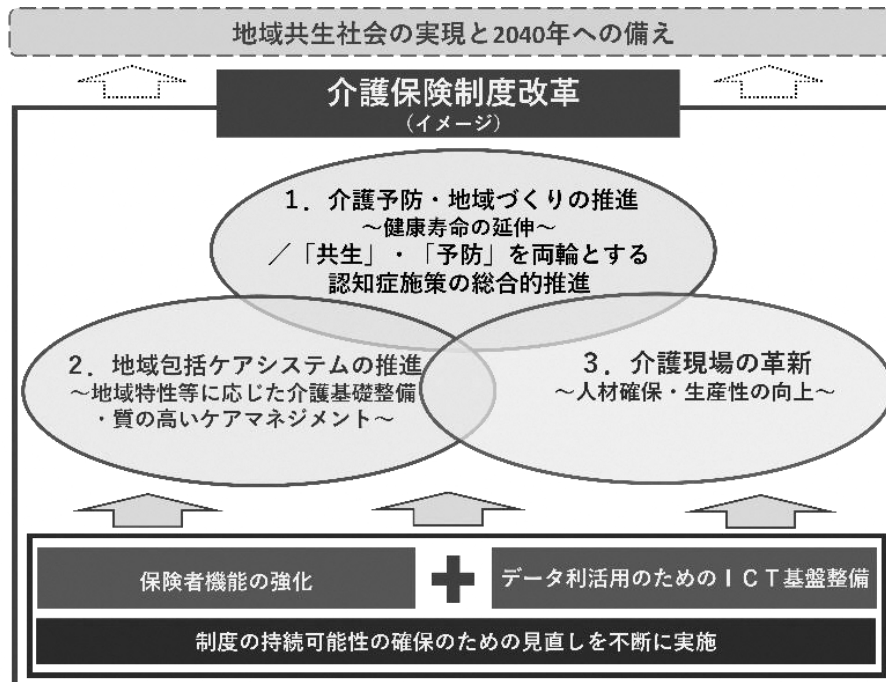 地域共生社会の実現と2040年への備え
介護保険制度改革
（イメージ）
１．介護予防・地域づくりの推進
～健康寿命の延伸～
／「共生」・「予防」を両輪とする
認知症施策の総合的推進
２．地域包括ケアシステムの推進
～地域特性等に応じた介護基礎整備
・質の高いケアマネジメント～
３．介護現場の革新
～人材確保・生産性の向上～
保険者機能の強化
＋
データ利活用のためのＩＣＴ基盤整備
制度の持続可能性の確保のための見直しを不断に実施